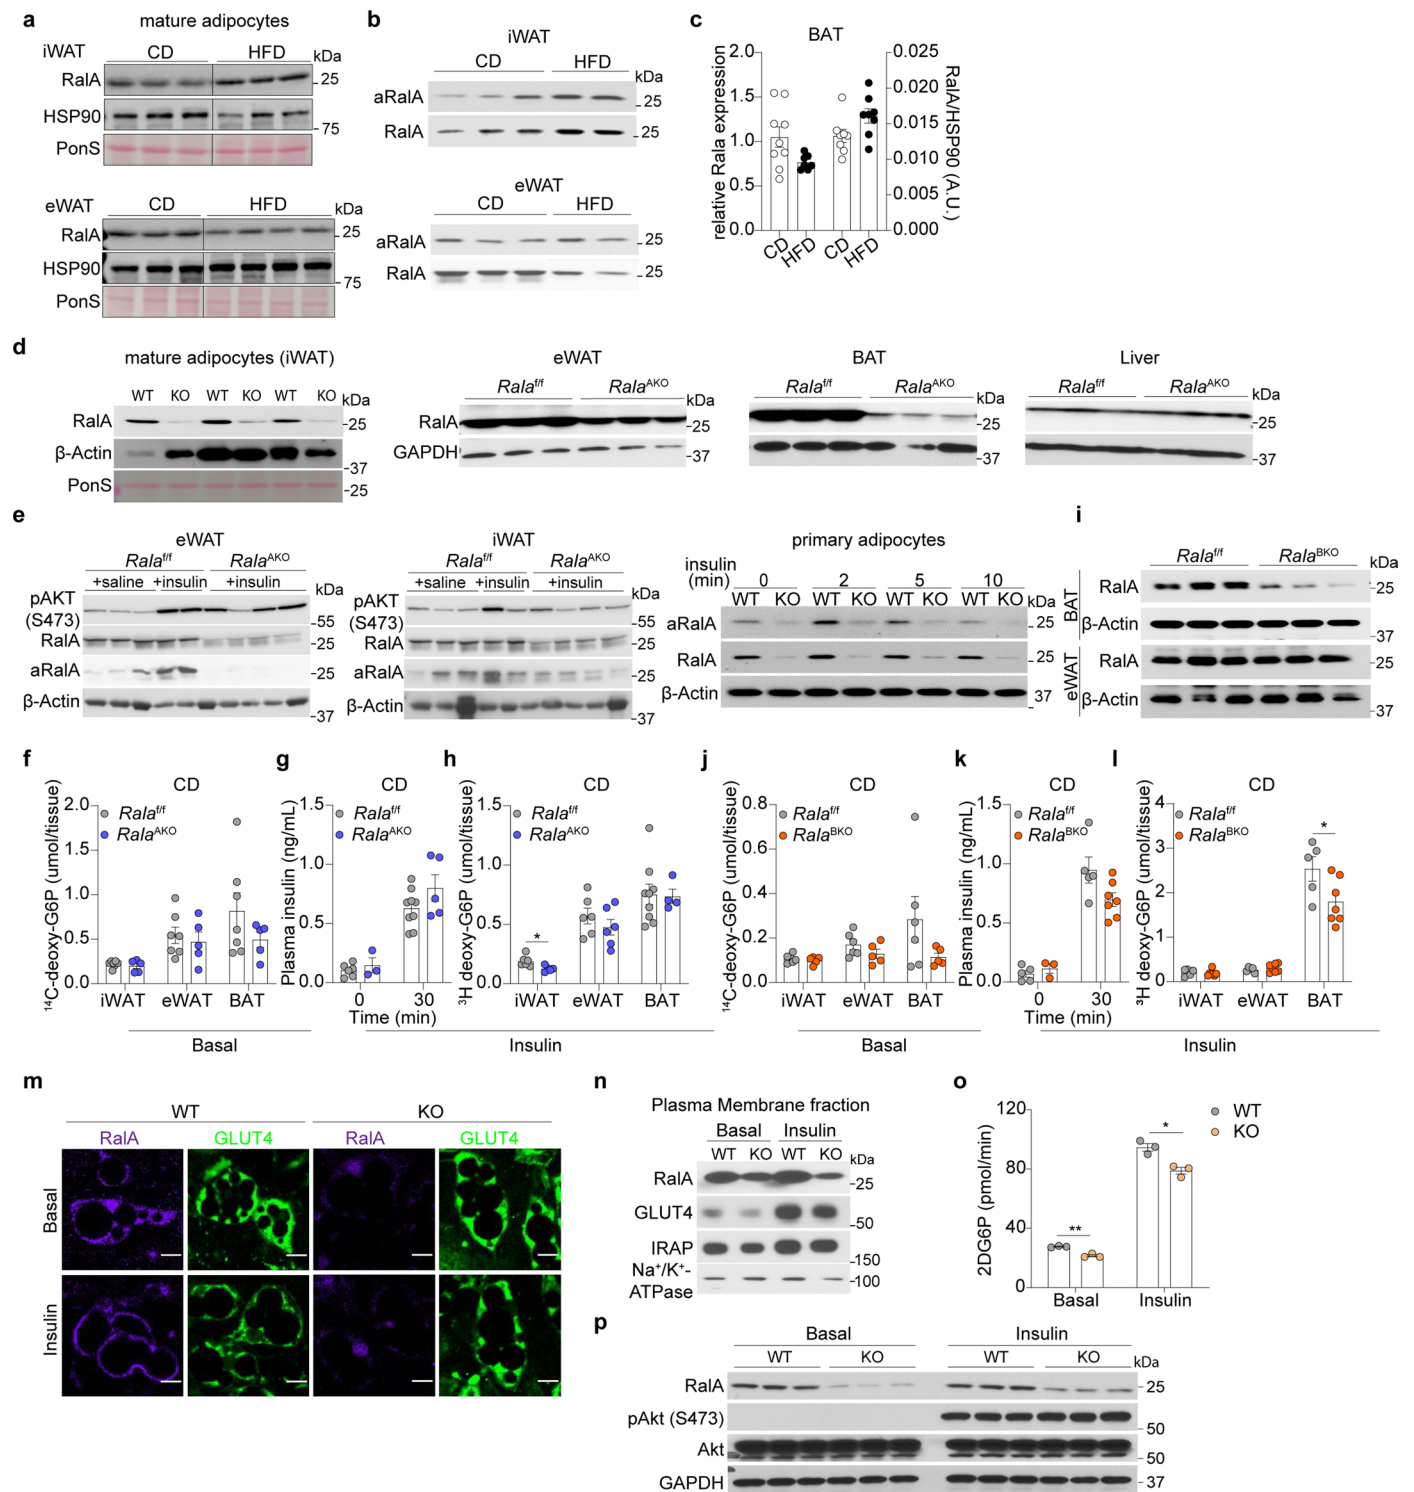 a
mature adipocytes
iWAT CD HFD kDa
RalA 25
HSP90
75
PonS
eWAT CD HFD kDa
RalA 25
HSP90
75
PonS
b
iWAT
CD HFD kDa
aRalA 25
RalA 25
eWAT
CD HFD kDa
aRalA 25
RalA 25
c
BAT
relative Rala expression
2.0
1.5
1.0
0.5
0.0
CD HFD CD HFD
0.025
0.020
0.015
0.010
0.005
0.000
RalA/HSP90 (A.U.)
d
mature adipocytes (iWAT)
WT KO WT KO WT KO kDa
RalA -25
β-Actin
-37
PonS -25
eWAT
Rala^f/f Rala^AKO kDa
RalA -25
GAPDH -37
BAT
Rala^f/f Rala^AKO kDa
-25
-37
Liver
Rala^f/f Rala^AKO kDa
-25
-37
e
eWAT
Rala^f/f Rala^AKO
+saline +insulin +insulin kDa
pAKT
(S473) -55
RalA -25
aRalA -25
β-Actin
-37
iWAT
Rala^f/f Rala^AKO
+saline +insulin +insulin kDa
pAKT
(S473) -55
RalA -25
aRalA -25
β-Actin
-37
primary adipocytes
insulin
(min) 0 2 5 10
WT KO WT KO WT KO WT KO kDa
aRalA 25
RalA 25
β-Actin 37
i
Rala^f/f Rala^BKO kDa
BAT
RalA -25
β-Actin
-37
eWAT
RalA -25
β-Actin
-37
f
CD
¹⁴C-deoxy-G6P (umol/tissue)
2.0
1.5
1.0
0.5
0.0
Rala^f/f
Rala^AKO
iWAT eWAT BAT
g
CD
Plasma insulin (ng/mL)
1.5
1.0
0.5
0.0
Rala^f/f
Rala^AKO
0 30
Time (min)
h
CD
³H deoxy-G6P (umol/tissue)
1.5
1.0
0.5
0.0
Rala^f/f
Rala^AKO
*
iWAT eWAT BAT
Basal
Insulin
j
CD
¹⁴C-deoxy-G6P (umol/tissue)
0.8
0.6
0.4
0.2
0.0
Rala^f/f
Rala^BKO
iWAT eWAT BAT
k
CD
Plasma insulin (ng/mL)
1.5
1.0
0.5
0.0
Rala^f/f
Rala^BKO
0 30
Time (min)
l
CD
³H deoxy-G6P (umol/tissue)
4
3
2
1
0
Rala^f/f
Rala^BKO
*
iWAT eWAT BAT
Basal
Insulin
m
WT KO
RalA GLUT4 RalA GLUT4
Basal
Insulin
n
Plasma Membrane fraction
Basal Insulin
WT KO WT KO kDa
RalA -25
GLUT4
-50
IRAP
-150
Na⁺/K⁺-
ATPase -100
o
2DG6P (pmol/min)
120
80
40
0
WT
KO
**
*
Basal Insulin
p
Basal Insulin
WT KO WT KO kDa
RalA 25
pAkt (S473)
50
Akt
50
GAPDH 37